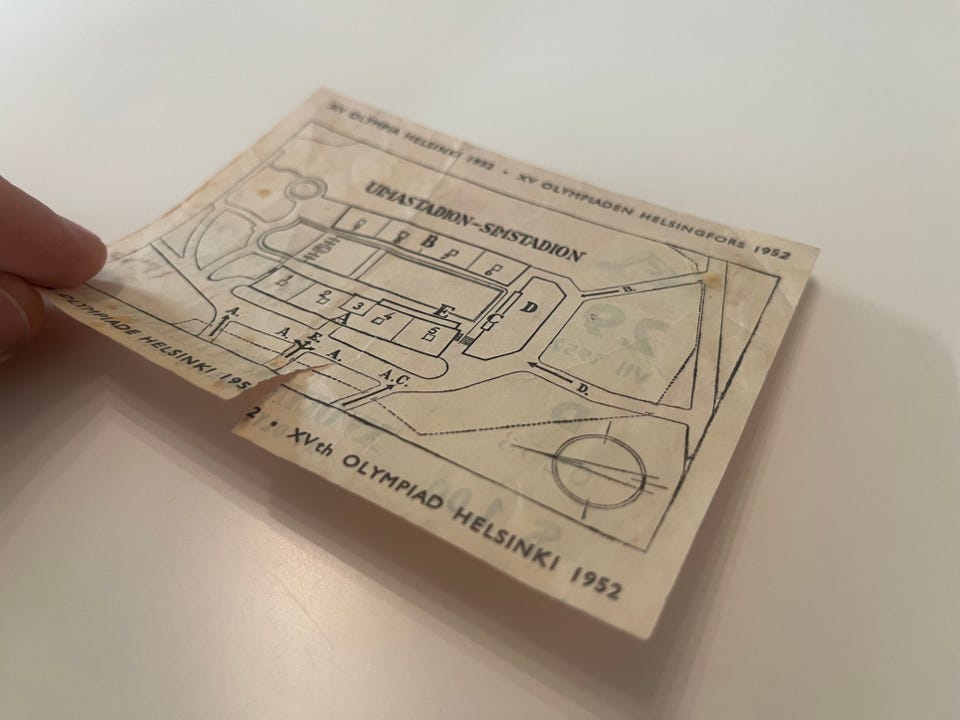 XV OLYMPIA HELSINKI 1952 • XV OLYMPIADEN HELSINGFORS 1952
UIMASTADION-SIMSTADION
B
D
C
E
A
1
2
3
4
5
B.
D.
A.
A.
E.
A.
A.C.
OLYMPIADE HELSINKI 1952 • XVth OLYMPIAD HELSINKI 1952